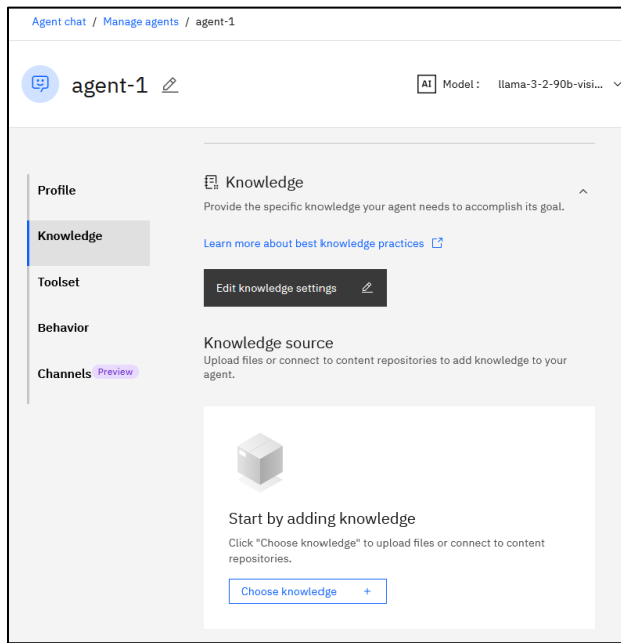 Agent chat / Manage agents / agent-1
agent-1
AI Model : llama-3-2-90b-visi...
Profile
Knowledge
Toolset
Behavior
Channels Preview
Knowledge
Provide the specific knowledge your agent needs to accomplish its goal.
Learn more about best knowledge practices
Edit knowledge settings
Knowledge source
Upload files or connect to content repositories to add knowledge to your
agent.
Start by adding knowledge
Click "Choose knowledge" to upload files or connect to content
repositories.
Choose knowledge +